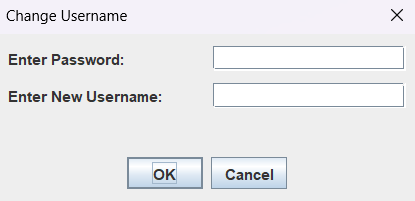 Change Username
Enter Password:
Enter New Username:
OK Cancel